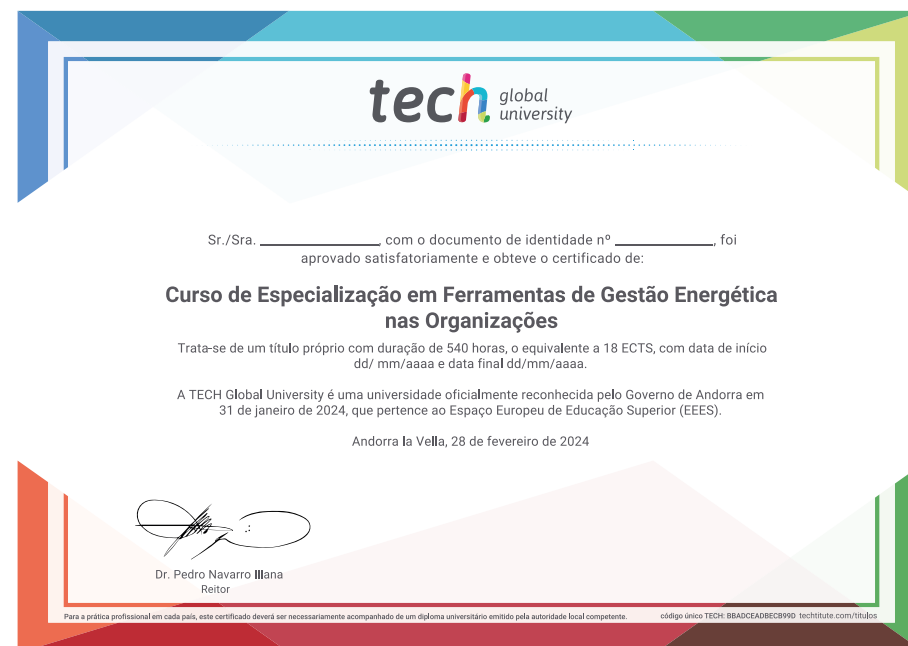 tech global university
Sr./Sra. ____________, com o documento de identidade nº __________, foi
aprovado satisfatoriamente e obteve o certificado de:
Curso de Especialização em Ferramentas de Gestão Energética
nas Organizações
Trata-se de um título próprio com duração de 540 horas, o equivalente a 18 ECTS, com data de início
dd/ mm/aaaa e data final dd/mm/aaaa.
A TECH Global University é uma universidade oficialmente reconhecida pelo Governo de Andorra em
31 de janeiro de 2024, que pertence ao Espaço Europeu de Educação Superior (EEES).
Andorra la Vella, 28 de fevereiro de 2024
Dr. Pedro Navarro Illana
Reitor
Para a prática profissional em cada país, este certificado deverá ser necessariamente acompanhado de um diploma universitário emitido pela autoridade local competente. código único TECH: BBADCEADBECB99D techtitute.com/titulos